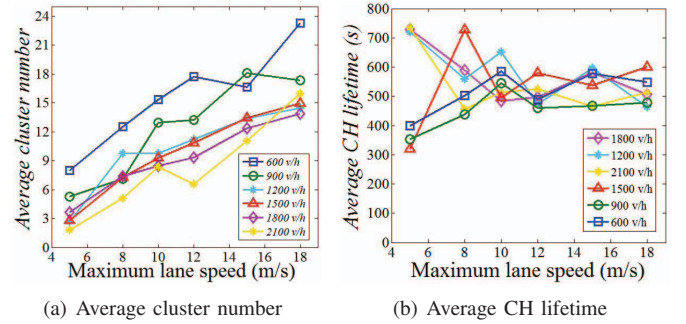 Average cluster number
24
21
18
15
12
9
6
3
0
600 v/h
900 v/h
1200 v/h
1500 v/h
1800 v/h
2100 v/h
4 6 8 10 12 14 16 18
Maximum lane speed (m/s)
(a) Average cluster number
Average CH lifetime (s)
800
700
600
500
400
300
200
100
0
1800 v/h
1200 v/h
2100 v/h
1500 v/h
900 v/h
600 v/h
4 6 8 10 12 14 16 18
Maximum lane speed (m/s)
(b) Average CH lifetime